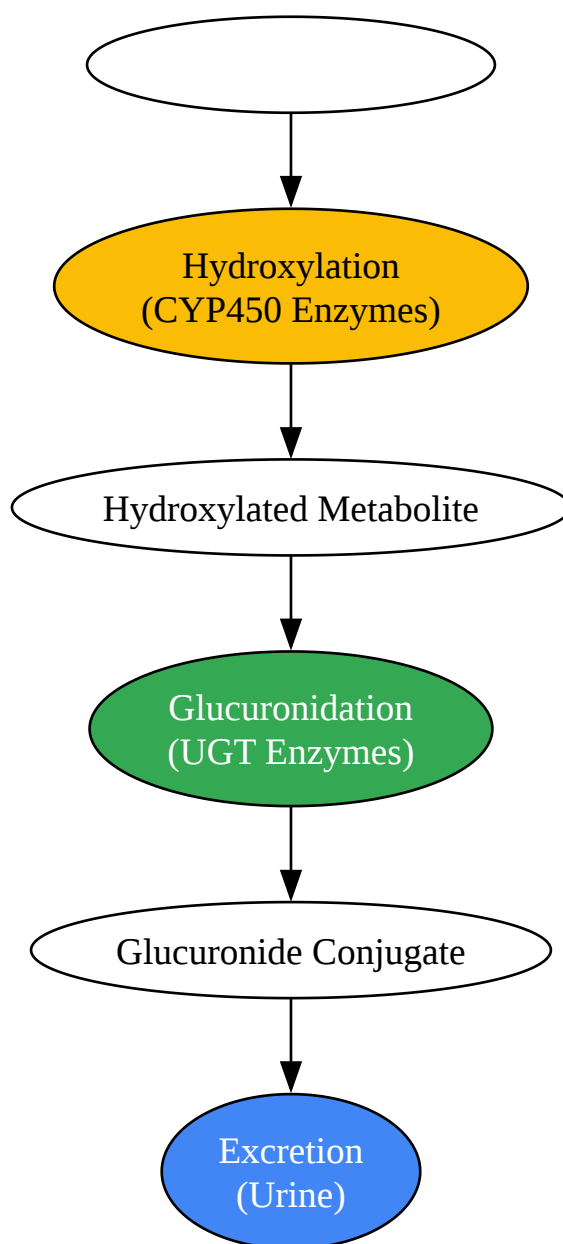 Hydroxylation
(CYP450 Enzymes)
Hydroxylated Metabolite
Glucuronidation
(UGT Enzymes)
Glucuronide Conjugate
Excretion
(Urine)